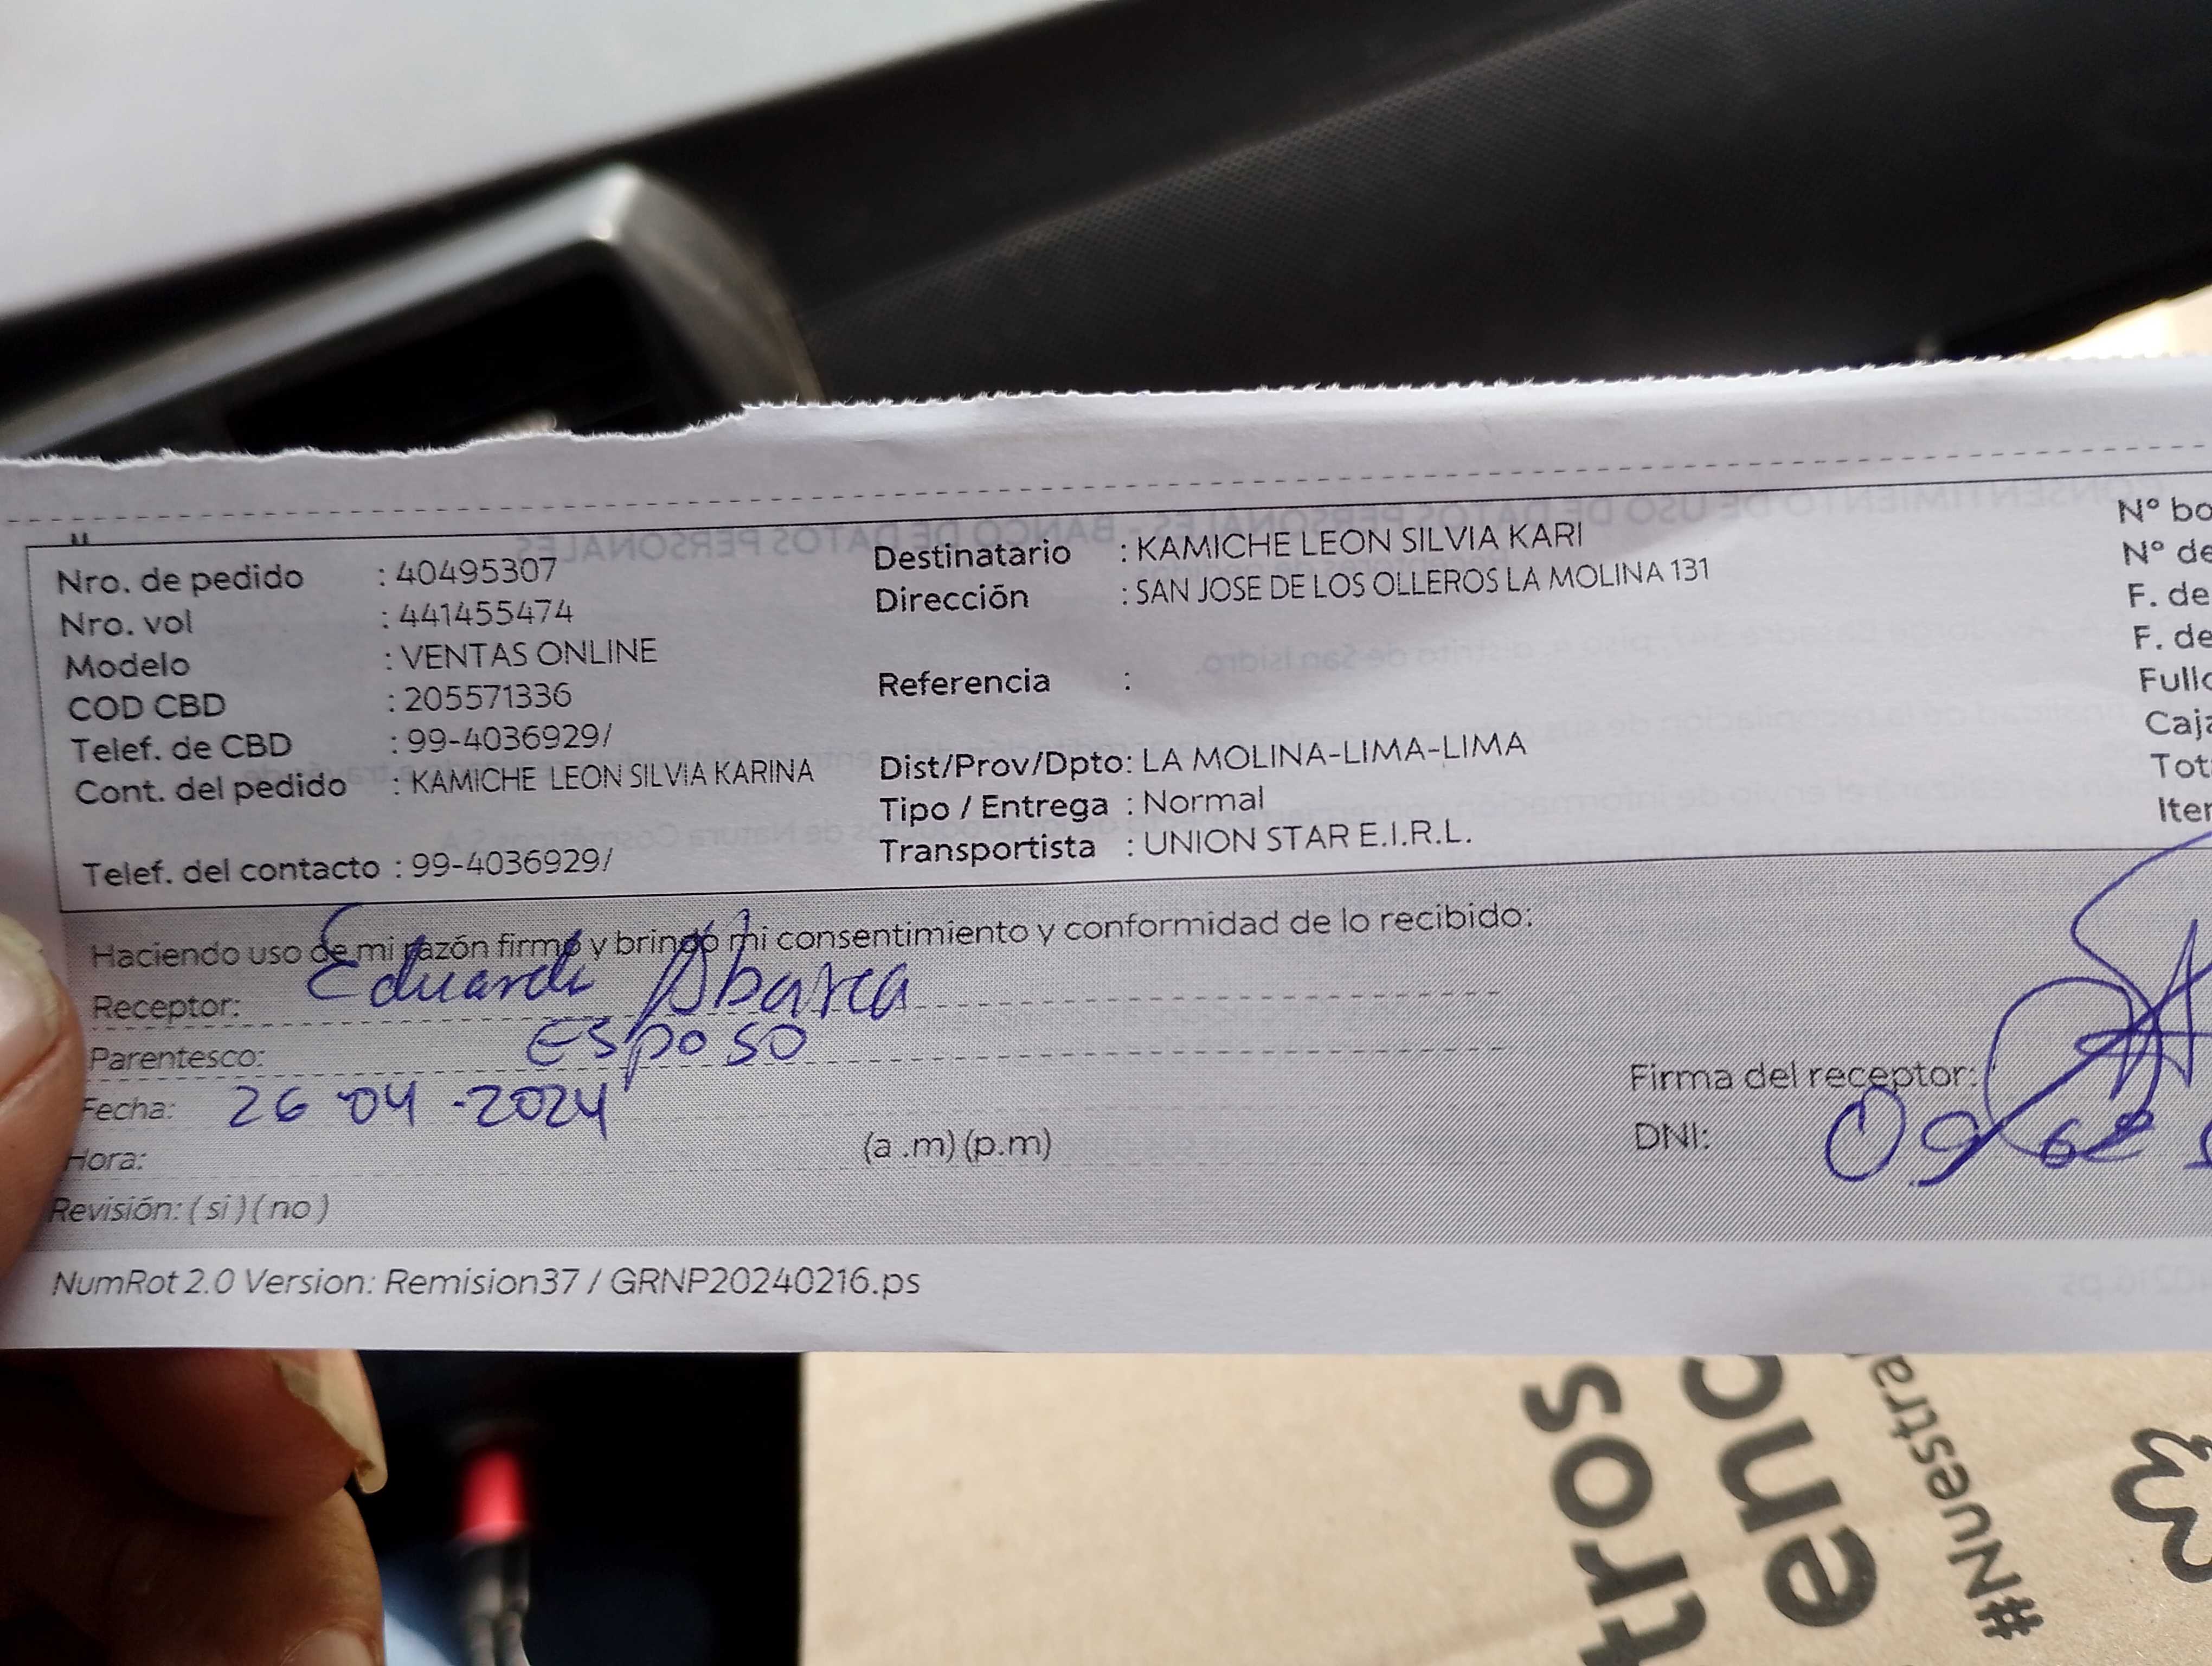 Nro. de pedido : 40495307
Nro. vol : 441455474
Modelo : VENTAS ONLINE
COD CBD : 205571336
Telef. de CBD : 99-4036929/
Cont. del pedido : KAMICHE LEON SILVIA KARINA
Telef. del contacto : 99-4036929/
Destinatario : KAMICHE LEON SILVIA KARI
Dirección : SAN JOSE DE LOS OLLEROS LA MOLINA 131
Referencia :
Dist/Prov/Dpto: LA MOLINA-LIMA-LIMA
Tipo / Entrega : Normal
Transportista : UNION STAR E.I.R.L.
N° bo
N° de
F. de
F. de
Caja
Tot
Haciendo uso de mi razón firmo y brindo mi consentimiento y conformidad de lo recibido:
Receptor: Eduardo Abarca
Parentesco: Esposo
Fecha: 26-04-2024
Hora: (a .m) (p.m)
Revisión: ( si ) ( no )
Firma del receptor:
DNI: 09
NumRot 2.0 Version: Remision37 / GRNP20240216.ps
tros
enc
#Nuestra